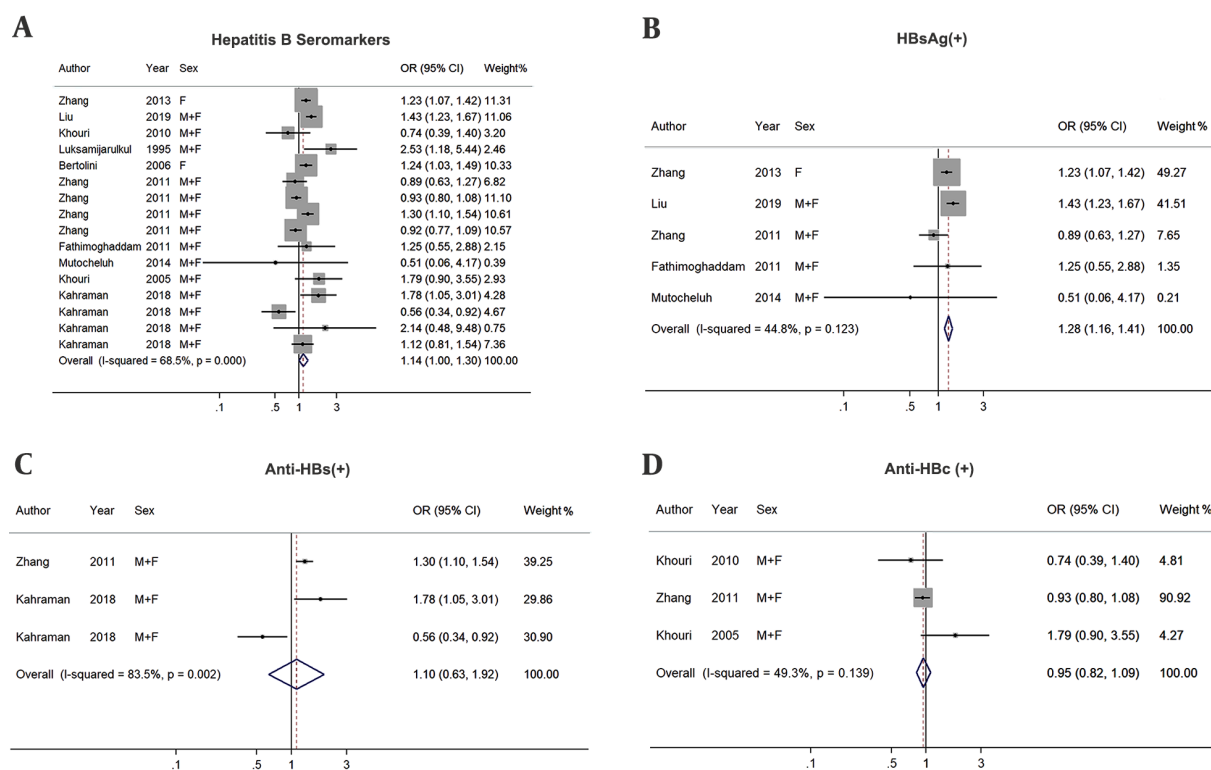 A
Hepatitis B Seromarkers
Author Year Sex OR (95% CI) Weight%
Zhang 2013 F 1.23 (1.07, 1.42) 11.31
Liu 2019 M+F 1.43 (1.23, 1.67) 11.06
Khouri 2010 M+F 0.74 (0.39, 1.40) 3.20
Luksamijarulkul 1995 M+F 2.53 (1.18, 5.44) 2.46
Bertolini 2006 F 1.24 (1.03, 1.49) 10.33
Zhang 2011 M+F 0.89 (0.63, 1.27) 6.82
Zhang 2011 M+F 0.93 (0.80, 1.08) 11.10
Zhang 2011 M+F 1.30 (1.10, 1.54) 10.61
Zhang 2011 M+F 0.92 (0.77, 1.09) 10.57
Fathimoghaddam 2011 M+F 1.25 (0.55, 2.88) 2.15
Mutocheluh 2014 M+F 0.51 (0.06, 4.17) 0.39
Khouri 2005 M+F 1.79 (0.90, 3.55) 2.93
Kahraman 2018 M+F 1.78 (1.05, 3.01) 4.28
Kahraman 2018 M+F 0.56 (0.34, 0.92) 4.67
Kahraman 2018 M+F 2.14 (0.48, 9.48) 0.75
Kahraman 2018 M+F 1.12 (0.81, 1.54) 7.36
Overall (I-squared = 68.5%, p = 0.000) 1.14 (1.00, 1.30) 100.00
.1 .5 1 3
B
HBsAg(+)
Author Year Sex OR (95% CI) Weight%
Zhang 2013 F 1.23 (1.07, 1.42) 49.27
Liu 2019 M+F 1.43 (1.23, 1.67) 41.51
Zhang 2011 M+F 0.89 (0.63, 1.27) 7.65
Fathimoghaddam 2011 M+F 1.25 (0.55, 2.88) 1.35
Mutocheluh 2014 M+F 0.51 (0.06, 4.17) 0.21
Overall (I-squared = 44.8%, p = 0.123) 1.28 (1.16, 1.41) 100.00
.1 .5 1 3
C
Anti-HBs(+)
Author Year Sex OR (95% CI) Weight %
Zhang 2011 M+F 1.30 (1.10, 1.54) 39.25
Kahraman 2018 M+F 1.78 (1.05, 3.01) 29.86
Kahraman 2018 M+F 0.56 (0.34, 0.92) 30.90
Overall (I-squared = 83.5%, p = 0.002) 1.10 (0.63, 1.92) 100.00
.1 1 3
D
Anti-HBc (+)
Author Year Sex OR (95% CI) Weight %
Khouri 2010 M+F 0.74 (0.39, 1.40) 4.81
Zhang 2011 M+F 0.93 (0.80, 1.08) 90.92
Khouri 2005 M+F 1.79 (0.90, 3.55) 4.27
Overall (I-squared = 49.3%, p = 0.139) 0.95 (0.82, 1.09) 100.00
.1 .5 1 3